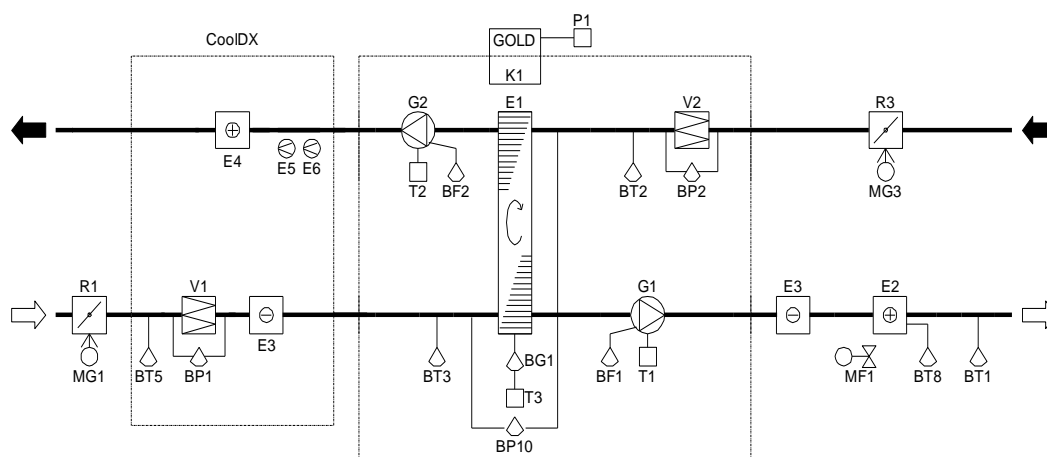 P1
CoolDX
GOLD
K1
G2
E1
V2
R3
E4
E5
E6
T2
BF2
BT2
BP2
MG3
R1
V1
G1
E3
E2
E3
MG1
BT5
BP1
BT3
BG1
BF1
T1
MF1
BT8
BT1
T3
BP10